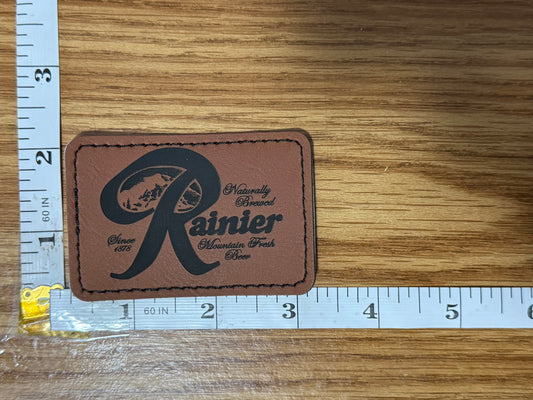 3
2
60 IN
1
Rainier
Naturally
Brewed
Since
1878
Mountain Fresh
Beer
1 60 IN 2 3 4 5 6